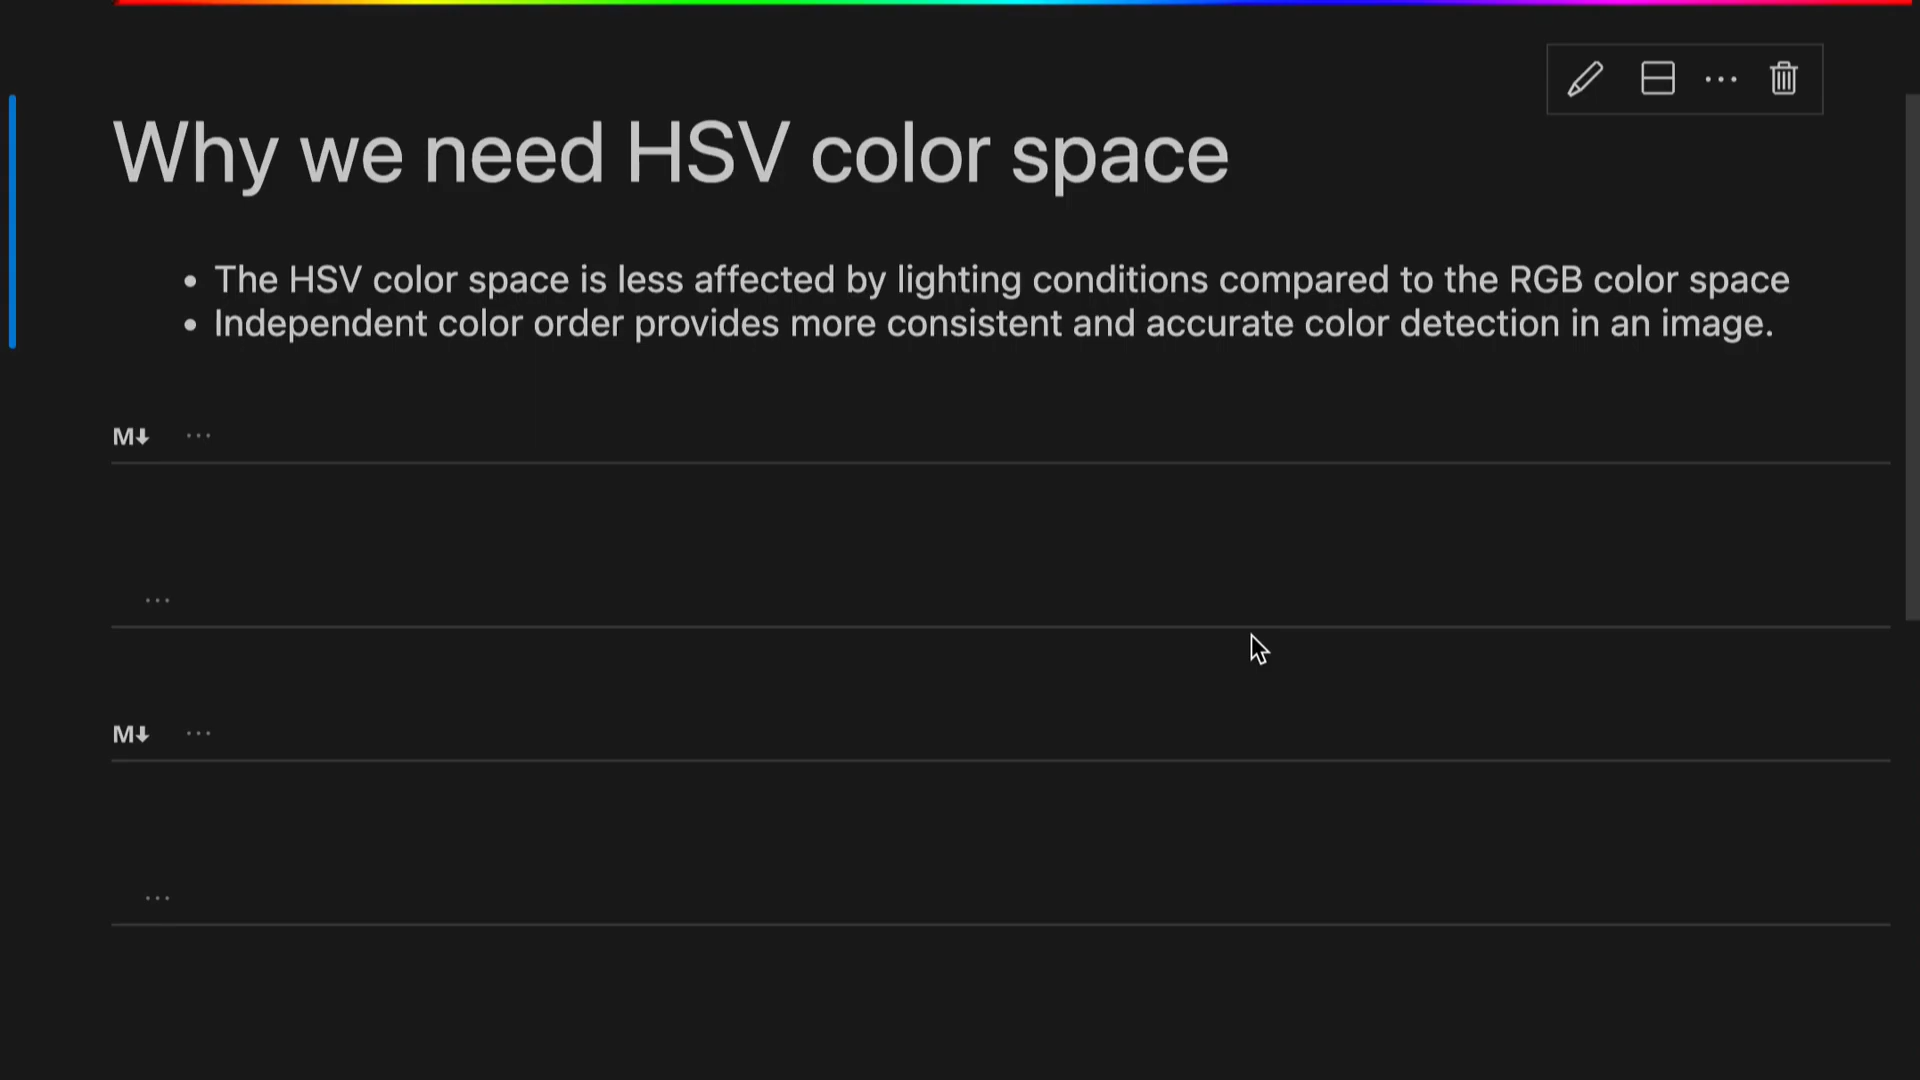 Why we need HSV color space
• The HSV color space is less affected by lighting conditions compared to the RGB color space
• Independent color order provides more consistent and accurate color detection in an image.
M↓ ...
...
M↓ ...
...